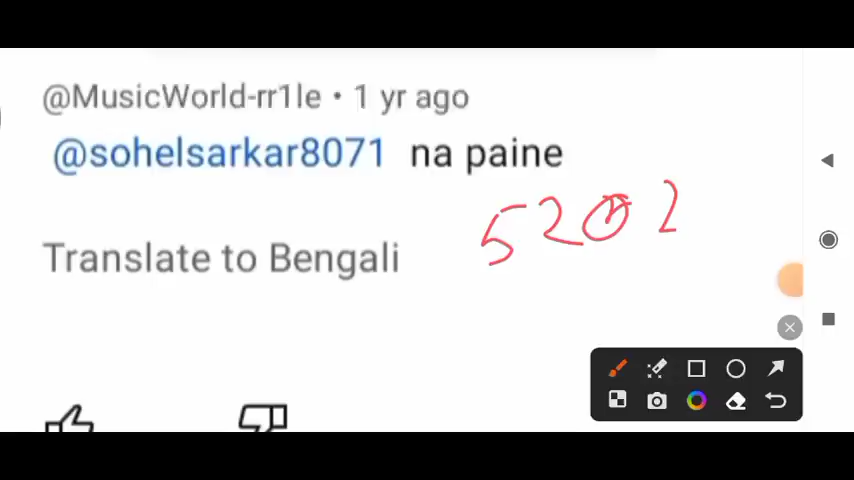 @MusicWorld-rr1le • 1 yr ago
@sohelsarkar8071 na paine
5202
Translate to Bengali